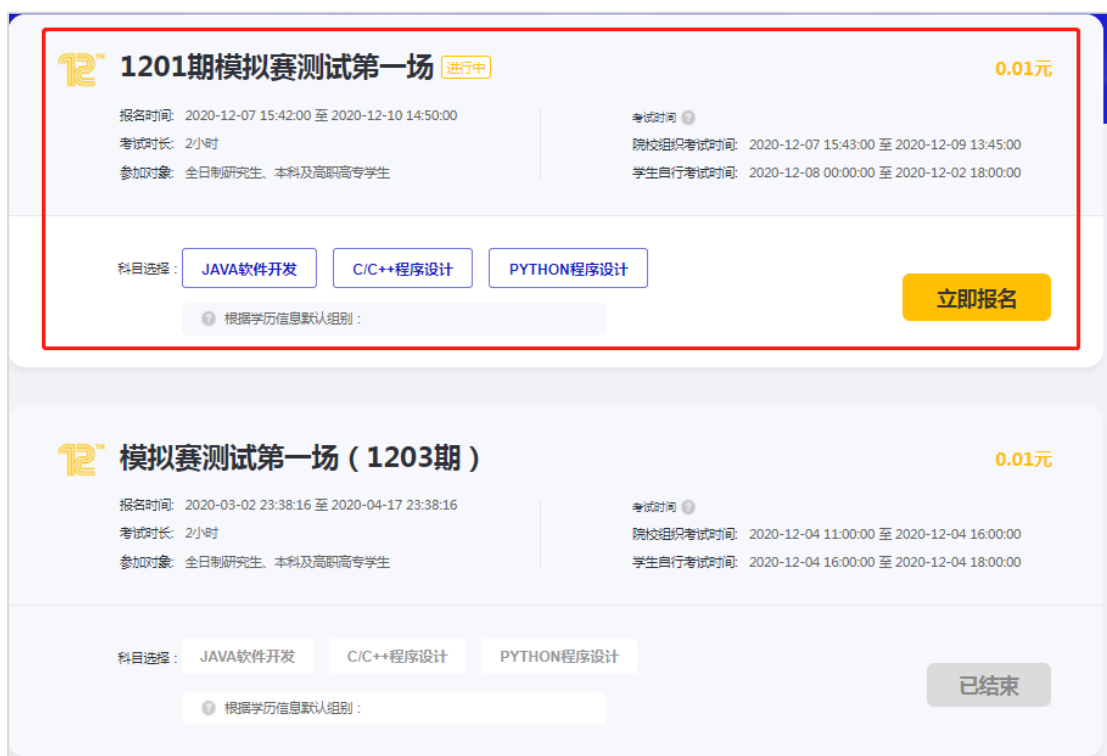 12™ 1201期模拟赛测试第一场 进行中 0.01元
报名时间: 2020-12-07 15:42:00 至 2020-12-10 14:50:00
考试时长: 2小时
参加对象: 全日制研究生、本科及高职高专学生
考试时间 ?
院校组织考试时间: 2020-12-07 15:43:00 至 2020-12-09 13:45:00
学生自行考试时间: 2020-12-08 00:00:00 至 2020-12-02 18:00:00
科目选择 : JAVA软件开发 C/C++程序设计 PYTHON程序设计
? 根据学历信息默认组别 :
立即报名
12™ 模拟赛测试第一场 ( 1203期 ) 0.01元
报名时间: 2020-03-02 23:38:16 至 2020-04-17 23:38:16
考试时长: 2小时
参加对象: 全日制研究生、本科及高职高专学生
考试时间 ?
院校组织考试时间: 2020-12-04 11:00:00 至 2020-12-04 16:00:00
学生自行考试时间: 2020-12-04 16:00:00 至 2020-12-04 18:00:00
科目选择 : JAVA软件开发 C/C++程序设计 PYTHON程序设计
? 根据学历信息默认组别 :
已结束